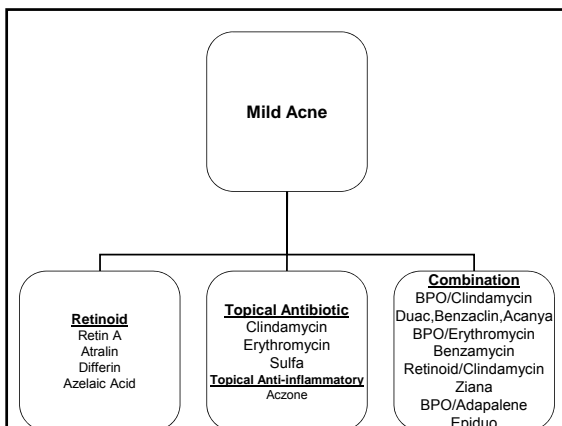 Mild Acne
Retinoid
Retin A
Atralin
Differin
Azelaic Acid
Topical Antibiotic
Clindamycin
Erythromycin
Sulfa
Topical Anti-inflammatory
Aczone
Combination
BPO/Clindamycin
Duac,Benzaclin,Acanya
BPO/Erythromycin
Benzamycin
Retinoid/Clindamycin
Ziana
BPO/Adapalene
Epiduo